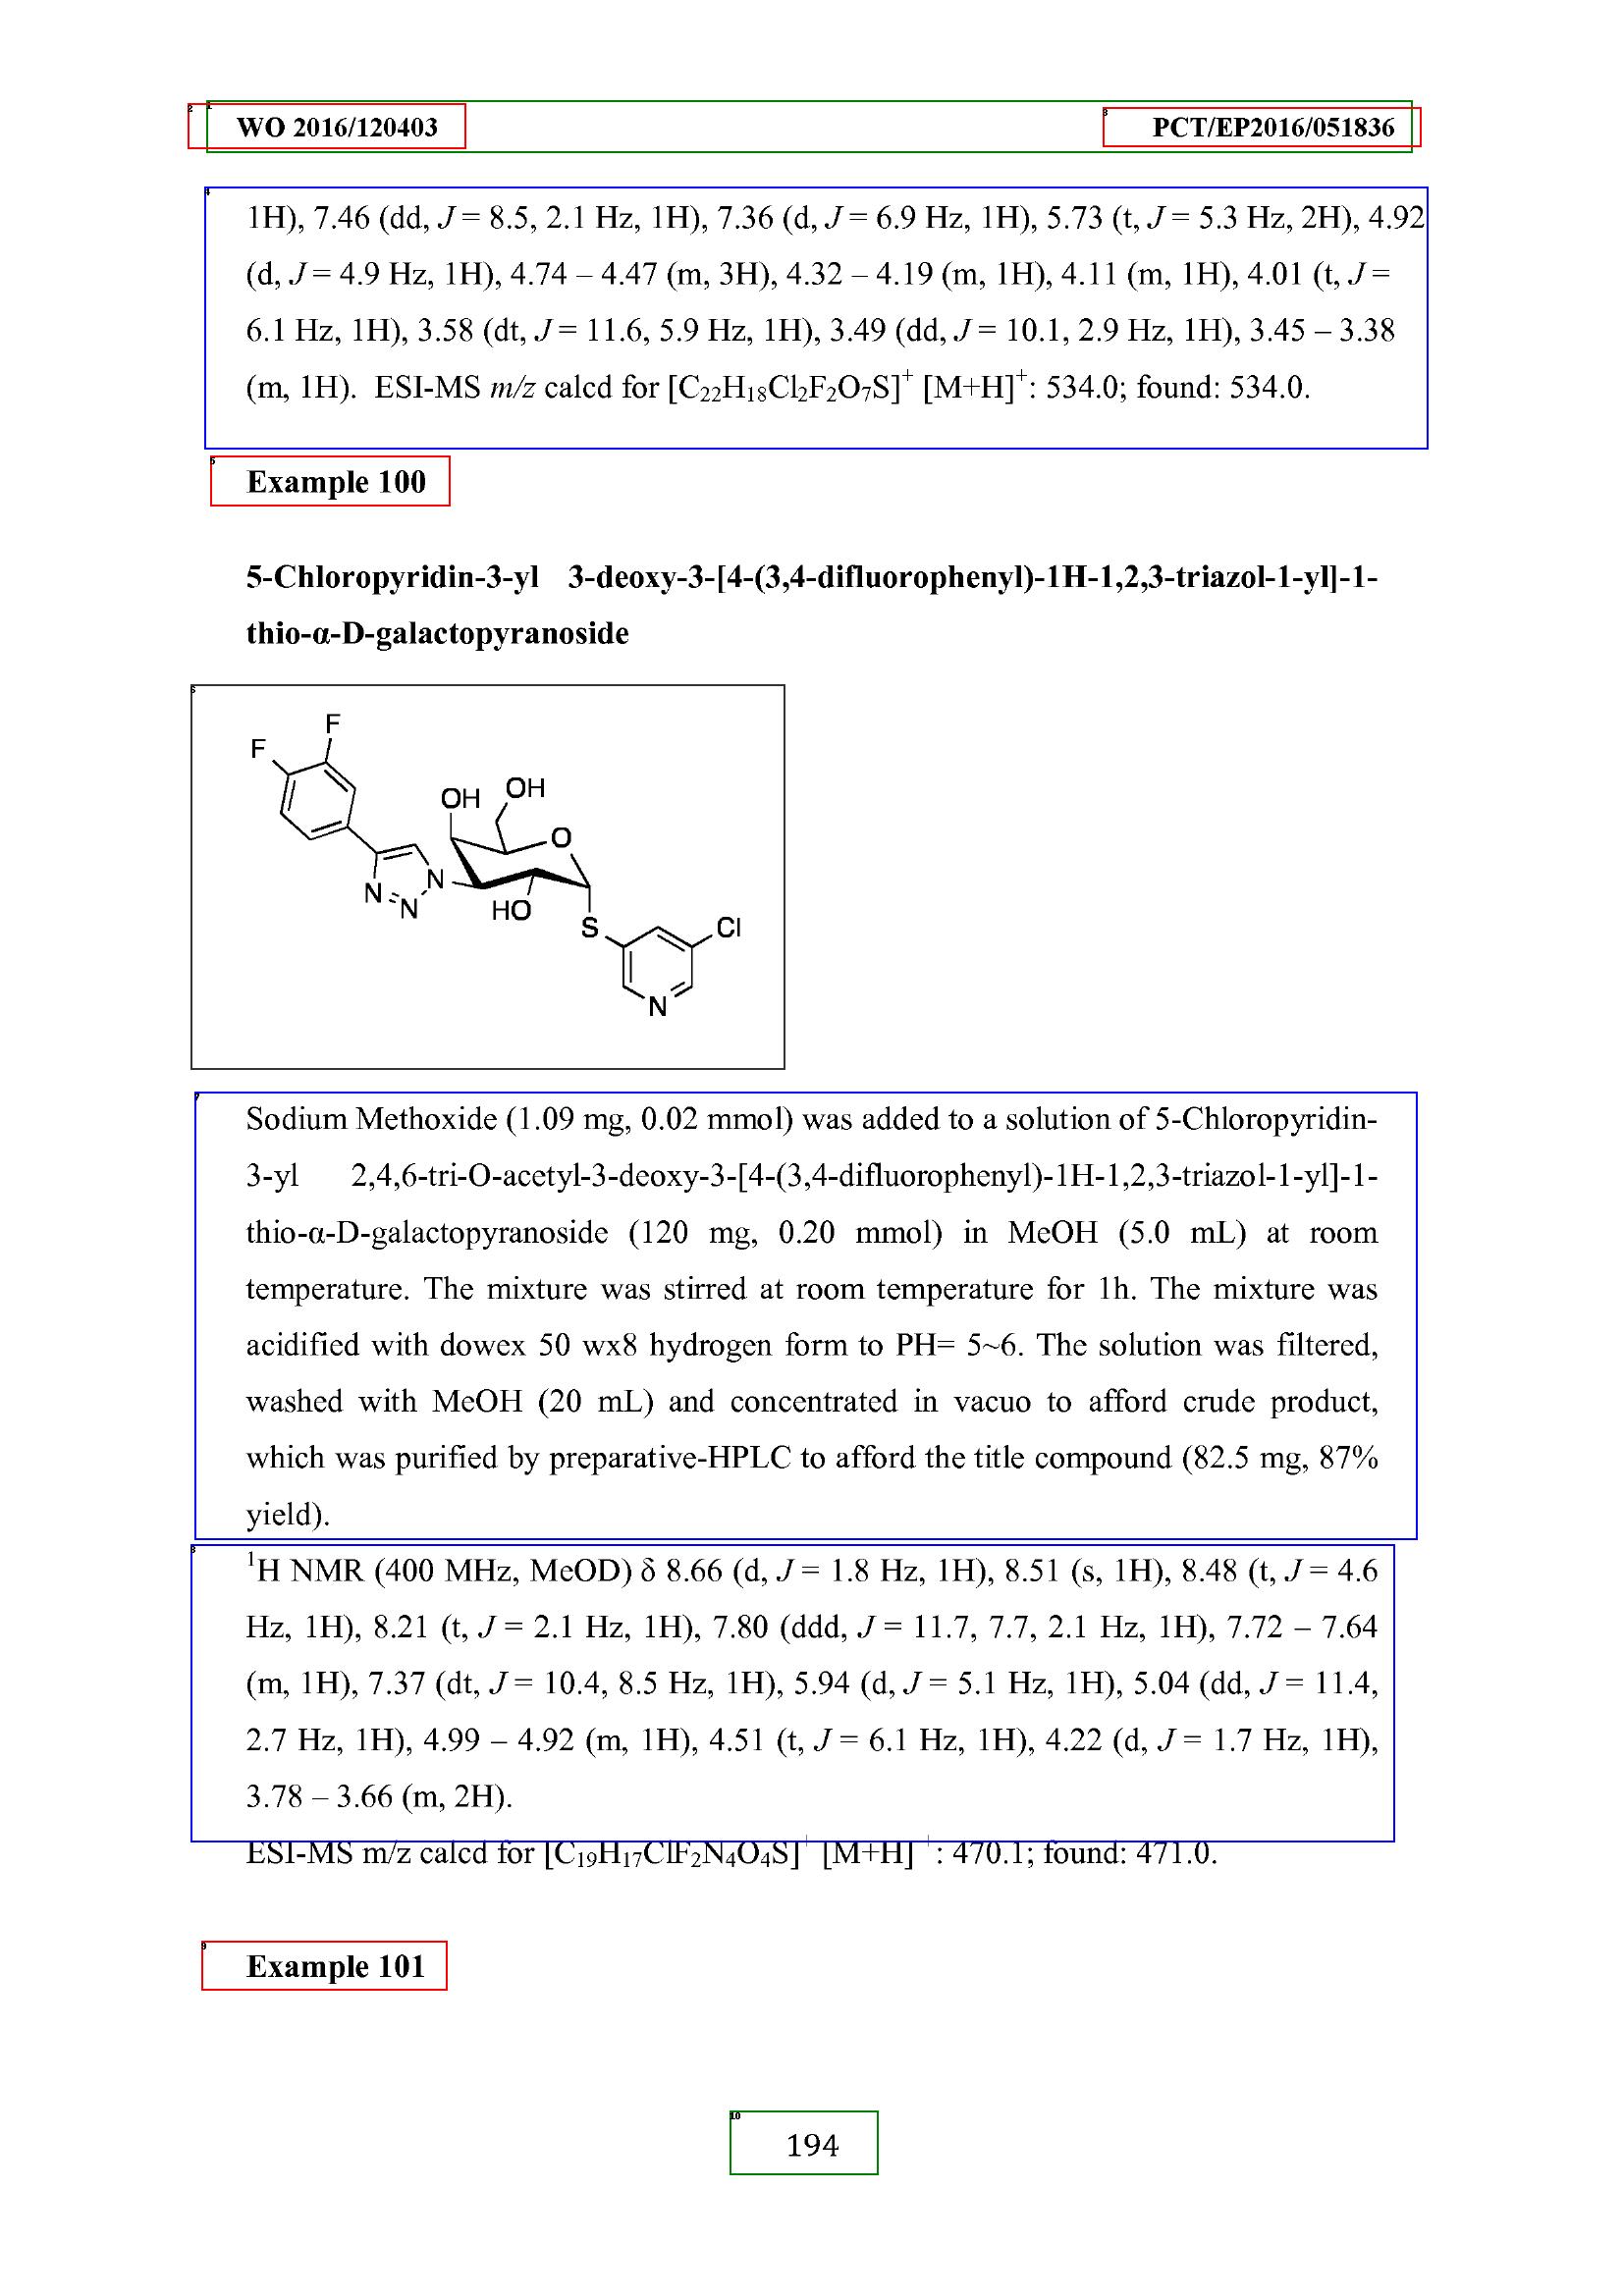 WO 2016/120403 PCT/EP2016/051836
1H), 7.46 (dd, J = 8.5, 2.1 Hz, 1H), 7.36 (d, J = 6.9 Hz, 1H), 5.73 (t, J = 5.3 Hz, 2H), 4.92
(d, J = 4.9 Hz, 1H), 4.74 – 4.47 (m, 3H), 4.32 – 4.19 (m, 1H), 4.11 (m, 1H), 4.01 (t, J =
6.1 Hz, 1H), 3.58 (dt, J = 11.6, 5.9 Hz, 1H), 3.49 (dd, J = 10.1, 2.9 Hz, 1H), 3.45 – 3.38
(m, 1H). ESI-MS m/z calcd for [C₂₂H₁₈Cl₂F₂O₇S]⁺ [M+H]⁺: 534.0; found: 534.0.
Example 100
5-Chloropyridin-3-yl 3-deoxy-3-[4-(3,4-difluorophenyl)-1H-1,2,3-triazol-1-yl]-1-
thio-α-D-galactopyranoside
F
F
OH
OH
O
N
N
N
HO
S
Cl
N
Sodium Methoxide (1.09 mg, 0.02 mmol) was added to a solution of 5-Chloropyridin-
3-yl 2,4,6-tri-O-acetyl-3-deoxy-3-[4-(3,4-difluorophenyl)-1H-1,2,3-triazol-1-yl]-1-
thio-α-D-galactopyranoside (120 mg, 0.20 mmol) in MeOH (5.0 mL) at room
temperature. The mixture was stirred at room temperature for 1h. The mixture was
acidified with dowex 50 wx8 hydrogen form to PH= 5~6. The solution was filtered,
washed with MeOH (20 mL) and concentrated in vacuo to afford crude product,
which was purified by preparative-HPLC to afford the title compound (82.5 mg, 87%
yield).
¹H NMR (400 MHz, MeOD) δ 8.66 (d, J = 1.8 Hz, 1H), 8.51 (s, 1H), 8.48 (t, J = 4.6
Hz, 1H), 8.21 (t, J = 2.1 Hz, 1H), 7.80 (ddd, J = 11.7, 7.7, 2.1 Hz, 1H), 7.72 – 7.64
(m, 1H), 7.37 (dt, J = 10.4, 8.5 Hz, 1H), 5.94 (d, J = 5.1 Hz, 1H), 5.04 (dd, J = 11.4,
2.7 Hz, 1H), 4.99 – 4.92 (m, 1H), 4.51 (t, J = 6.1 Hz, 1H), 4.22 (d, J = 1.7 Hz, 1H),
3.78 – 3.66 (m, 2H).
ESI-MS m/z calcd for [C₁₉H₁₇ClF₂N₄O₄S]⁺ [M+H]⁺: 470.1; found: 471.0.
Example 101
194